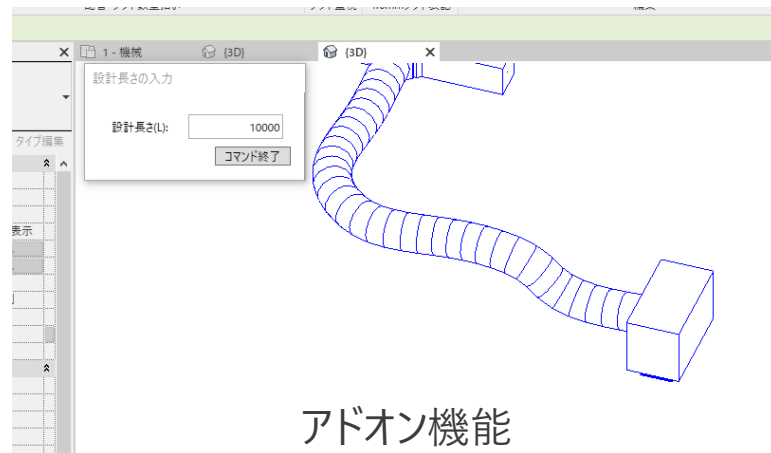 1 - 機械
{3D}
{3D}
設計長さの入力
設計長さ(L):
10000
コマンド終了
タイプ編集
表示
アドオン機能